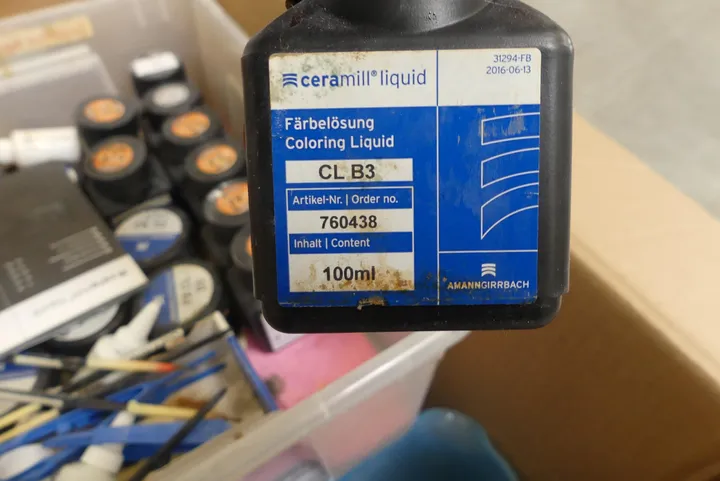 ceramill® liquid
31294-FB
2016-06-13
Färbelösung
Coloring Liquid
CL B3
Artikel-Nr. | Order no.
760438
Inhalt | Content
100ml
AMANNGIRRBACH